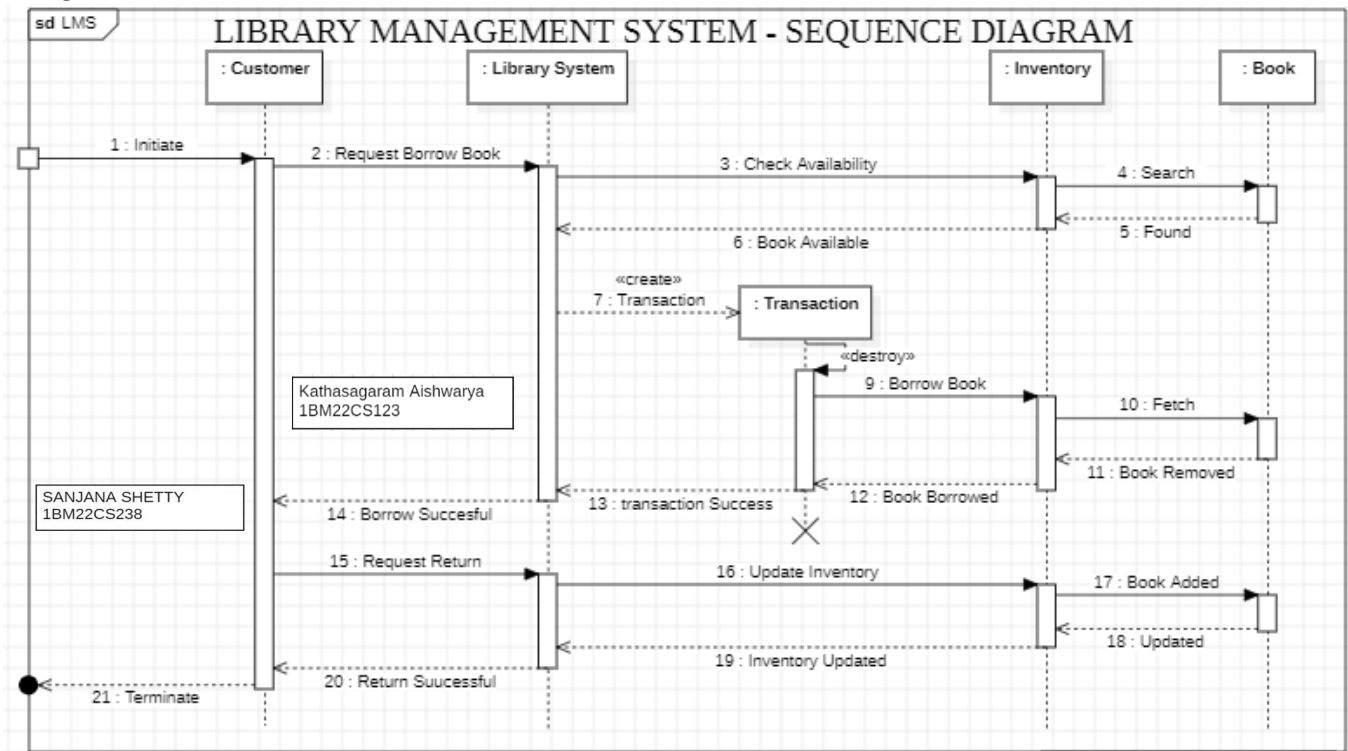 sd LMS
LIBRARY MANAGEMENT SYSTEM - SEQUENCE DIAGRAM
: Customer
: Library System
: Inventory
: Book
1 : Initiate
2 : Request Borrow Book
3 : Check Availability
4 : Search
5 : Found
6 : Book Available
«create»
7 : Transaction
: Transaction
«destroy»
9 : Borrow Book
Kathasagaram Aishwarya
1BM22CS123
10 : Fetch
11 : Book Removed
12 : Book Borrowed
13 : transaction Success
14 : Borrow Succesful
SANJANA SHETTY
1BM22CS238
15 : Request Return
16 : Update Inventory
17 : Book Added
18 : Updated
19 : Inventory Updated
20 : Return Suucessful
21 : Terminate